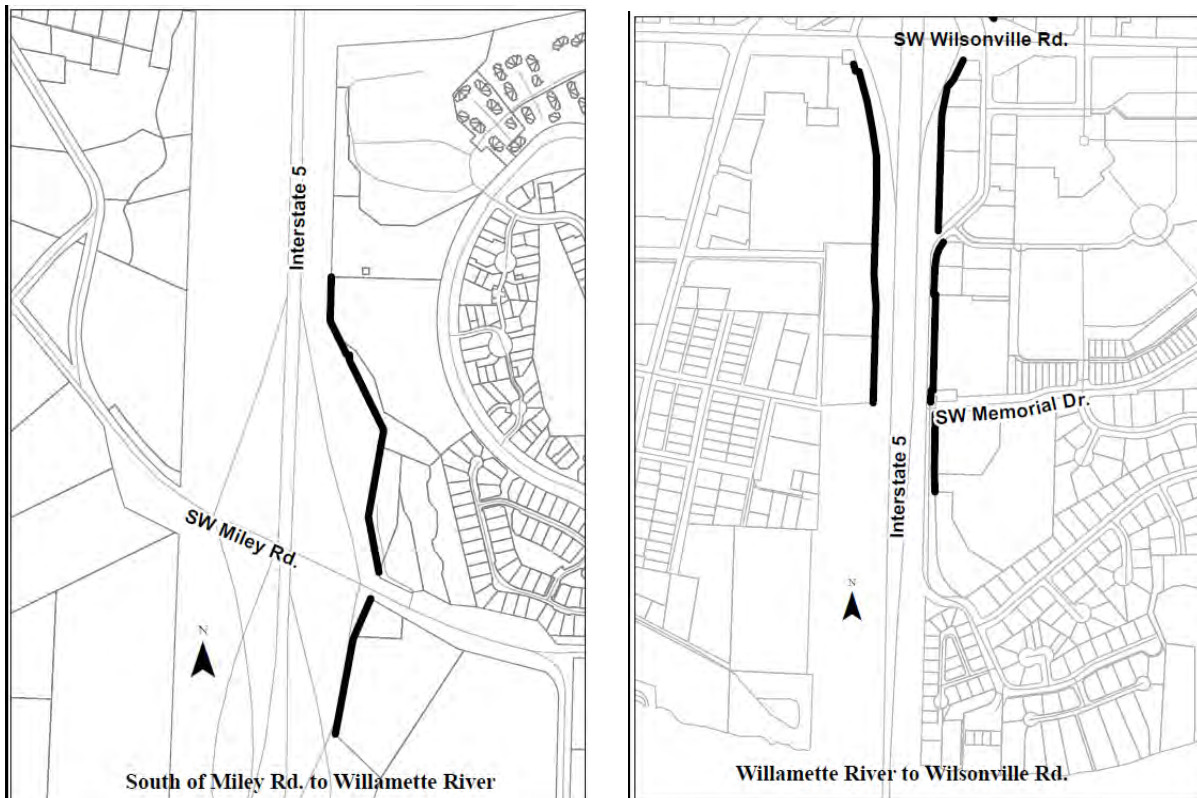 Interstate 5
SW Miley Rd.
N
South of Miley Rd. to Willamette River
SW Wilsonville Rd.
SW Memorial Dr.
Interstate 5
N
Willamette River to Wilsonville Rd.